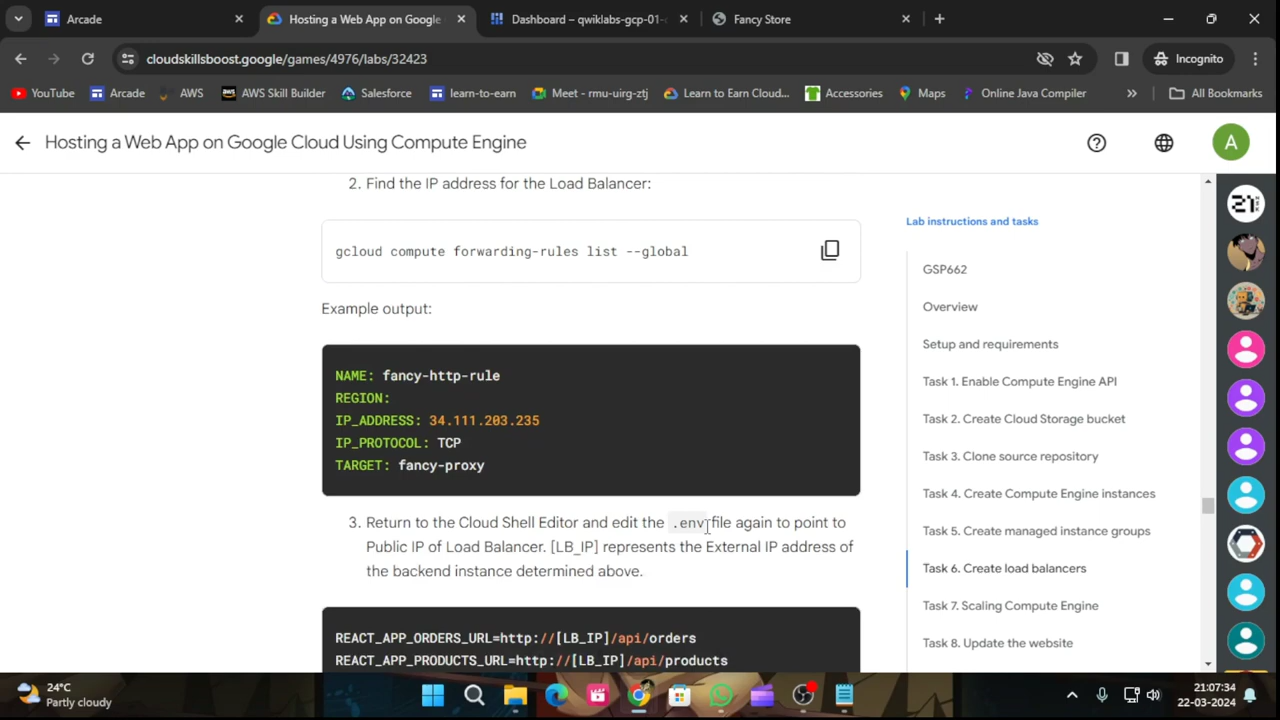 Arcade
Hosting a Web App on Google
Dashboard – qwiklabs-gcp-01-
Fancy Store
cloudskillsboost.google/games/4976/labs/32423
Incognito
YouTube
Arcade
AWS
AWS Skill Builder
Salesforce
learn-to-earn
Meet - rmu-uirg-ztj
Learn to Earn Cloud...
Accessories
Maps
Online Java Compiler
»
All Bookmarks
Hosting a Web App on Google Cloud Using Compute Engine
A
2. Find the IP address for the Load Balancer:
gcloud compute forwarding-rules list --global
Example output:
NAME: fancy-http-rule
REGION:
IP_ADDRESS: 34.111.203.235
IP_PROTOCOL: TCP
TARGET: fancy-proxy
3. Return to the Cloud Shell Editor and edit the .env file again to point to
Public IP of Load Balancer. [LB_IP] represents the External IP address of
the backend instance determined above.
REACT_APP_ORDERS_URL=http://[LB_IP]/api/orders
REACT_APP_PRODUCTS_URL=http://[LB_IP]/api/products
Lab instructions and tasks
GSP662
Overview
Setup and requirements
Task 1. Enable Compute Engine API
Task 2. Create Cloud Storage bucket
Task 3. Clone source repository
Task 4. Create Compute Engine instances
Task 5. Create managed instance groups
Task 6. Create load balancers
Task 7. Scaling Compute Engine
Task 8. Update the website
21
24°C
Partly cloudy
21:07:34
22-03-2024